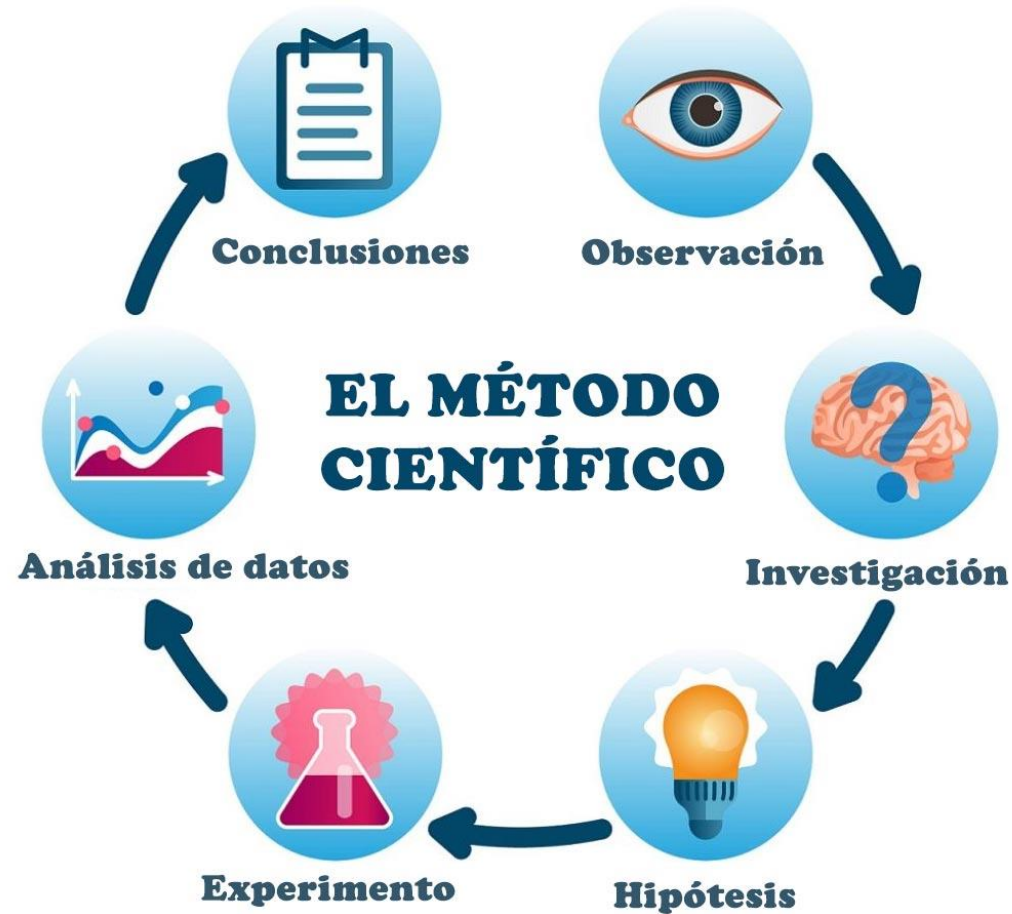 EL MÉTODO
CIENTÍFICO
Observación
Investigación
Hipótesis
Experimento
Análisis de datos
Conclusiones